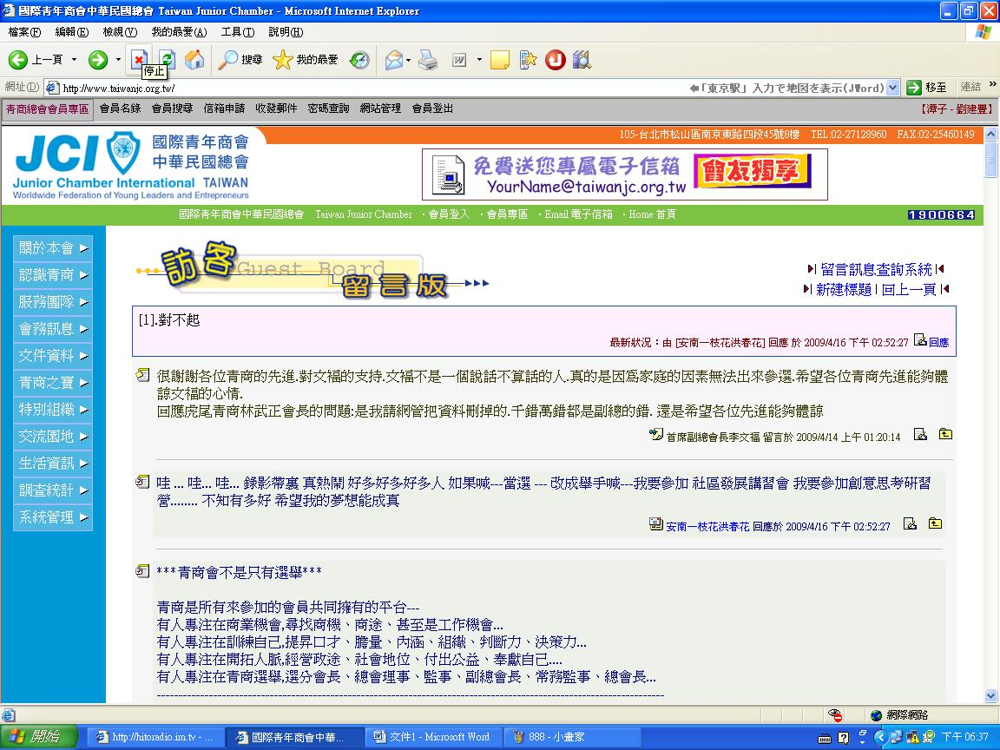 國際青年商會中華民國總會 Taiwan Junior Chamber - Microsoft Internet Explorer
檔案(F) 編輯(E) 檢視(V) 我的最愛(A) 工具(T) 說明(H)
上一頁 搜尋 我的最愛
停止
網址(D) http://www.taiwanjc.org.tw/ 「東京駅」入力で地図を表示(JWord) 移至 連結 »
青商總會會員專區 會員名錄 會員搜尋 信箱申請 收發郵件 密碼查詢 網站管理 會員登出 【潭子 - 劉建豐】
105-台北市松山區南京東路四段45號8樓 TEL:02-27128960 FAX:02-25460149
JCI 國際青年商會
中華民國總會
Junior Chamber International TAIWAN
Worldwide Federation of Young Leaders and Entrepreneurs
免費送您專屬電子信箱
YourName@taiwanjc.org.tw
會友獨享
國際青年商會中華民國總會 Taiwan Junior Chamber ‧會員登入 ‧會員專區 ‧Email 電子信箱 ‧Home 首頁
1900664
關於本會
認識青商
服務團隊
會務訊息
文件資料
青商之寶
特別組織
交流園地
生活資訊
調查統計
系統管理
訪客 Guest Board
留言版
留言訊息查詢系統
新建標題 | 回上一頁
[1].對不起
最新狀況：由 [安南一枝花洪春花] 回應 於 2009/4/16 下午 02:52:27 回應
很謝謝各位青商的先進.對文福的支持.文福不是一個說話不算話的人.真的是因為家庭的因素無法出來參選.希望各位青商先進能夠體
諒文福的心情.
回應虎尾青商林武正會長的問題:是我請網管把資料刪掉的.千錯萬錯都是副總的錯. 還是希望各位先進能夠體諒
首席副總會長李文福 留言於 2009/4/14 上午 01:20:14
哇 ... 哇... 哇... 錄影帶裏 真熱鬧 好多好多好多人 如果喊---當選 --- 改成舉手喊---我要參加 社區發展講習會 我要參加創意思考研習
營........ 不知有多好 希望我的夢想能成真
安南一枝花洪春花 回應於 2009/4/16 下午 02:52:27
***青商會不是只有選舉***
青商是所有來參加的會員共同擁有的平台---
有人專注在商業機會,尋找商機、商途、甚至是工作機會...
有人專注在訓練自己,提昇口才、膽量、內涵、組織、判斷力、決策力...
有人專注在開拓人脈,經營政途、社會地位、付出公益、奉獻自己....
有人專注在青商選舉,選分會長、總會理事、監事、副總會長、常務監事、總會長...
網際網路
開始 http://hitoradio.im.tv - ... 國際青年商會中華... 文件1 - Microsoft Word 888 - 小畫家 下午 06:37